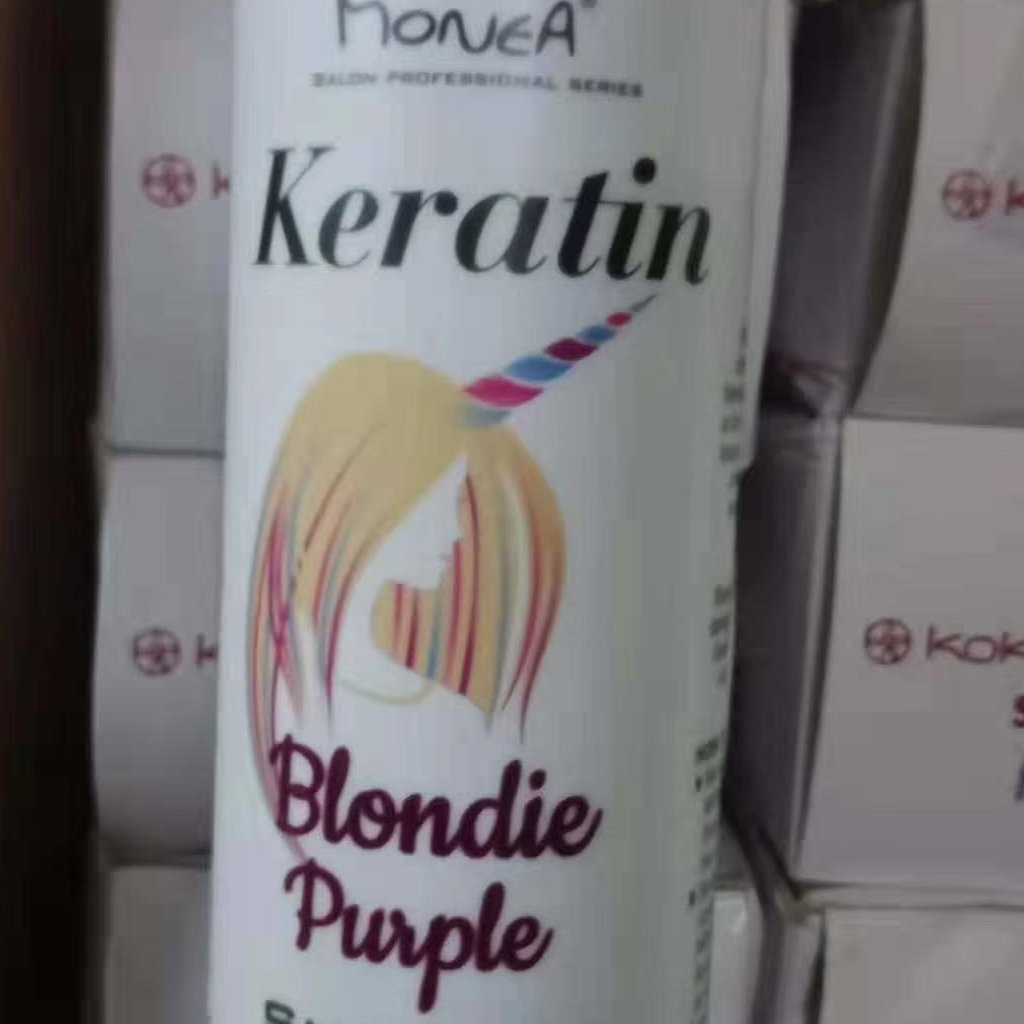 MONEA®
SALON PROFESSIONAL SERIES
Keratin
Blondie
Purple